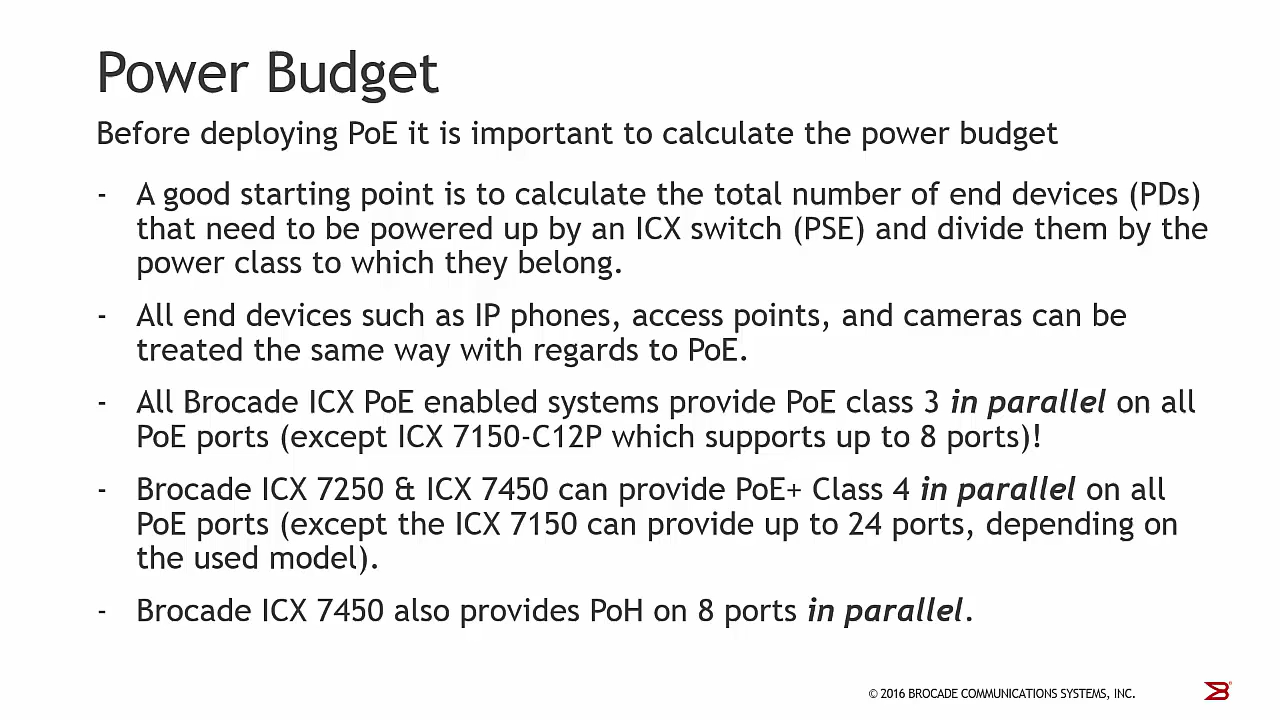 Power Budget
Before deploying PoE it is important to calculate the power budget
- A good starting point is to calculate the total number of end devices (PDs)
that need to be powered up by an ICX switch (PSE) and divide them by the
power class to which they belong.
- All end devices such as IP phones, access points, and cameras can be
treated the same way with regards to PoE.
- All Brocade ICX PoE enabled systems provide PoE class 3 in parallel on all
PoE ports (except ICX 7150-C12P which supports up to 8 ports)!
- Brocade ICX 7250 & ICX 7450 can provide PoE+ Class 4 in parallel on all
PoE ports (except the ICX 7150 can provide up to 24 ports, depending on
the used model).
- Brocade ICX 7450 also provides PoH on 8 ports in parallel.
© 2016 BROCADE COMMUNICATIONS SYSTEMS, INC.